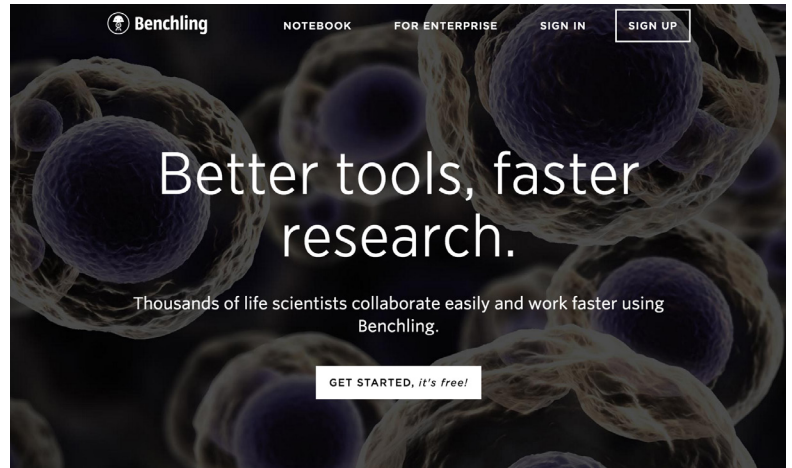 Benchling
NOTEBOOK
FOR ENTERPRISE
SIGN IN
SIGN UP
Better tools, faster
research.
Thousands of life scientists collaborate easily and work faster using
Benchling.
GET STARTED, it's free!